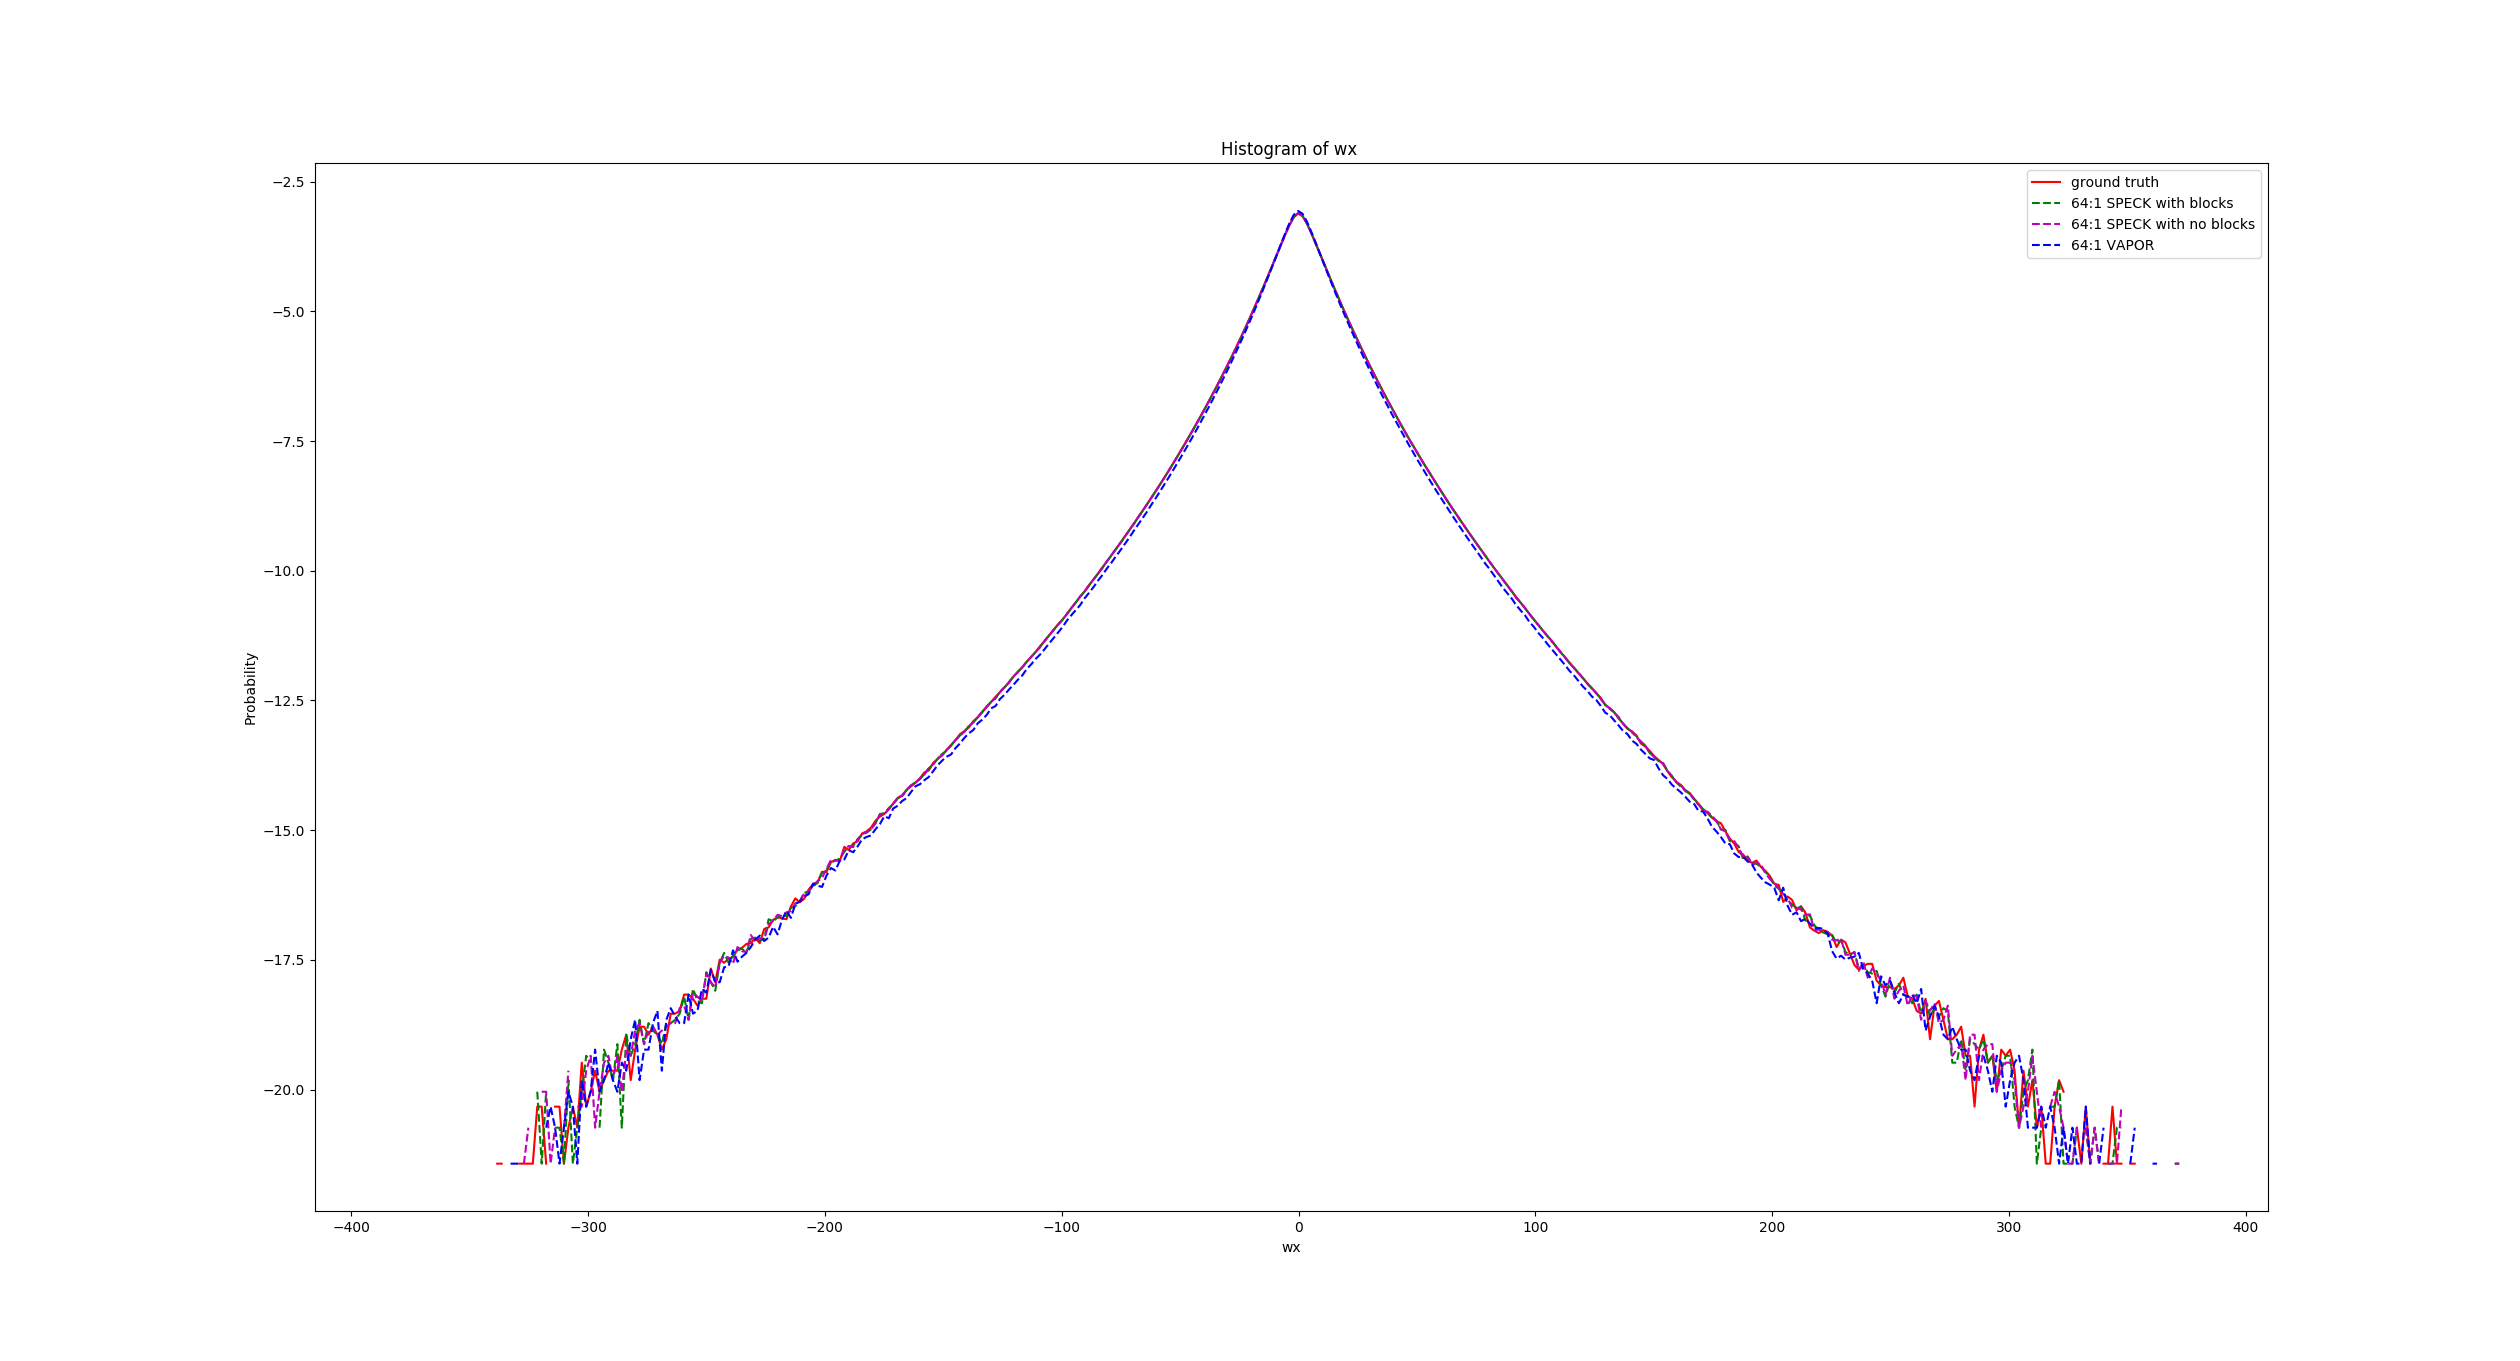 Histogram of wx
−2.5
−5.0
−7.5
−10.0
−12.5
−15.0
−17.5
−20.0
Probability
ground truth
64:1 SPECK with blocks
64:1 SPECK with no blocks
64:1 VAPOR
−400 −300 −200 −100 0 100 200 300 400
wx